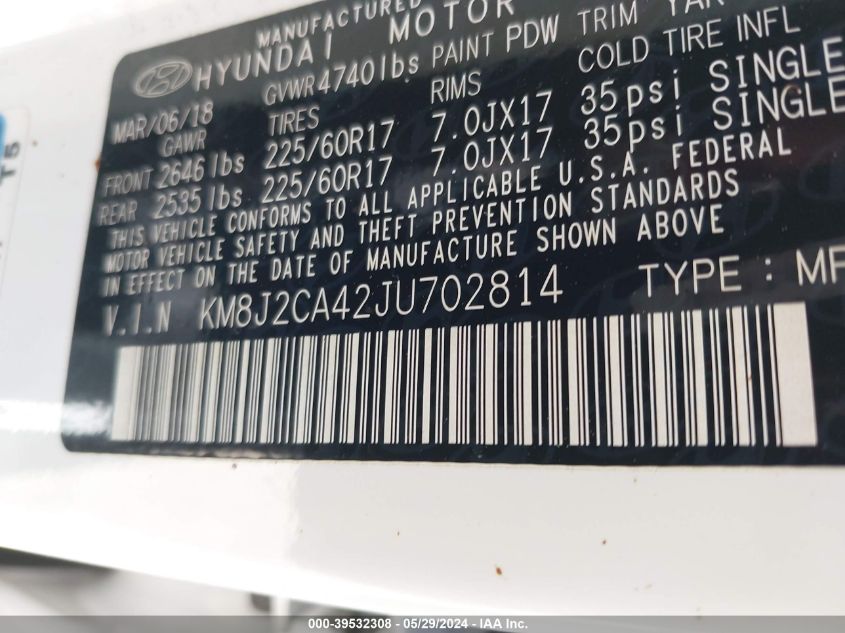 MANUFACTURED
HYUNDAI MOTOR
MAR/06/18 GVWR 4740 lbs PAINT PDW TRIM
GAWR TIRES RIMS COLD TIRE INFL
FRONT 2646 lbs 225/60R17 7.0JX17 35psi SINGLE
REAR 2535 lbs 225/60R17 7.0JX17 35psi SINGLE
THIS VEHICLE CONFORMS TO ALL APPLICABLE U.S.A. FEDERAL
MOTOR VEHICLE SAFETY AND THEFT PREVENTION STANDARDS
IN EFFECT ON THE DATE OF MANUFACTURE SHOWN ABOVE
V.I.N KM8J2CA42JU702814 TYPE : 
000-39532308 - 05/29/2024 - IAA Inc.